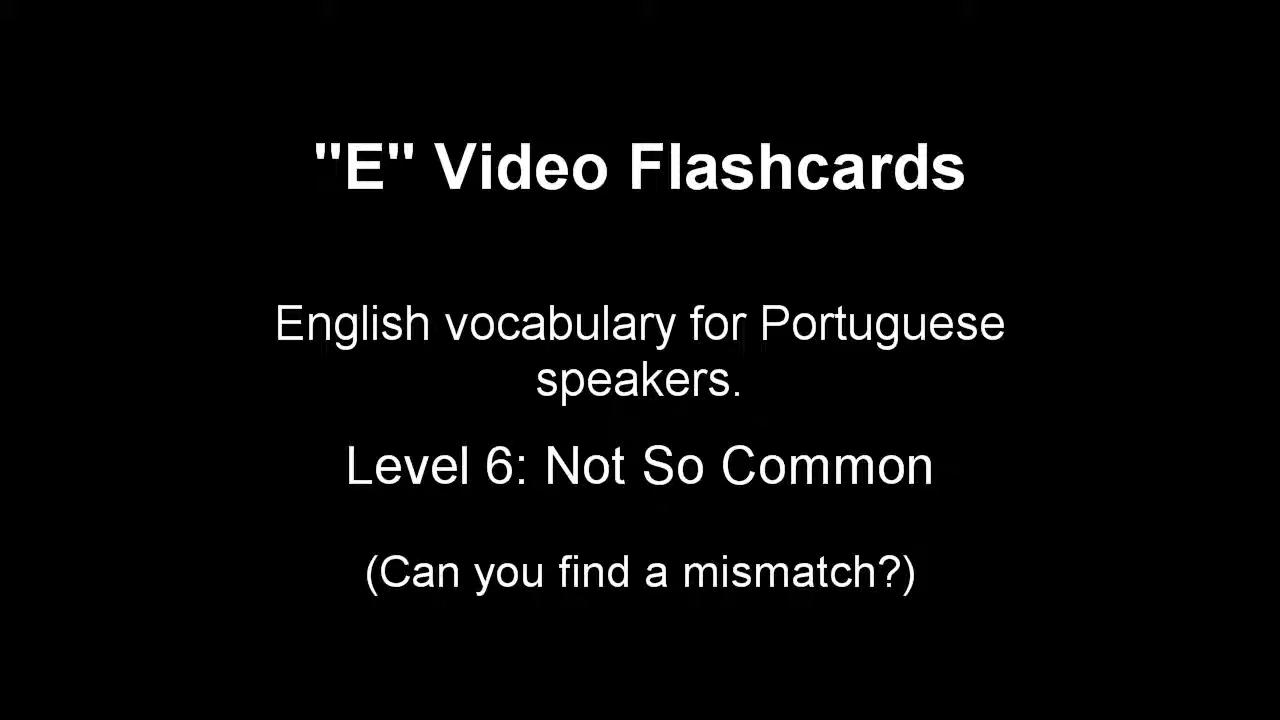 "E" Video Flashcards
English vocabulary for Portuguese
speakers.
Level 6: Not So Common
(Can you find a mismatch?)